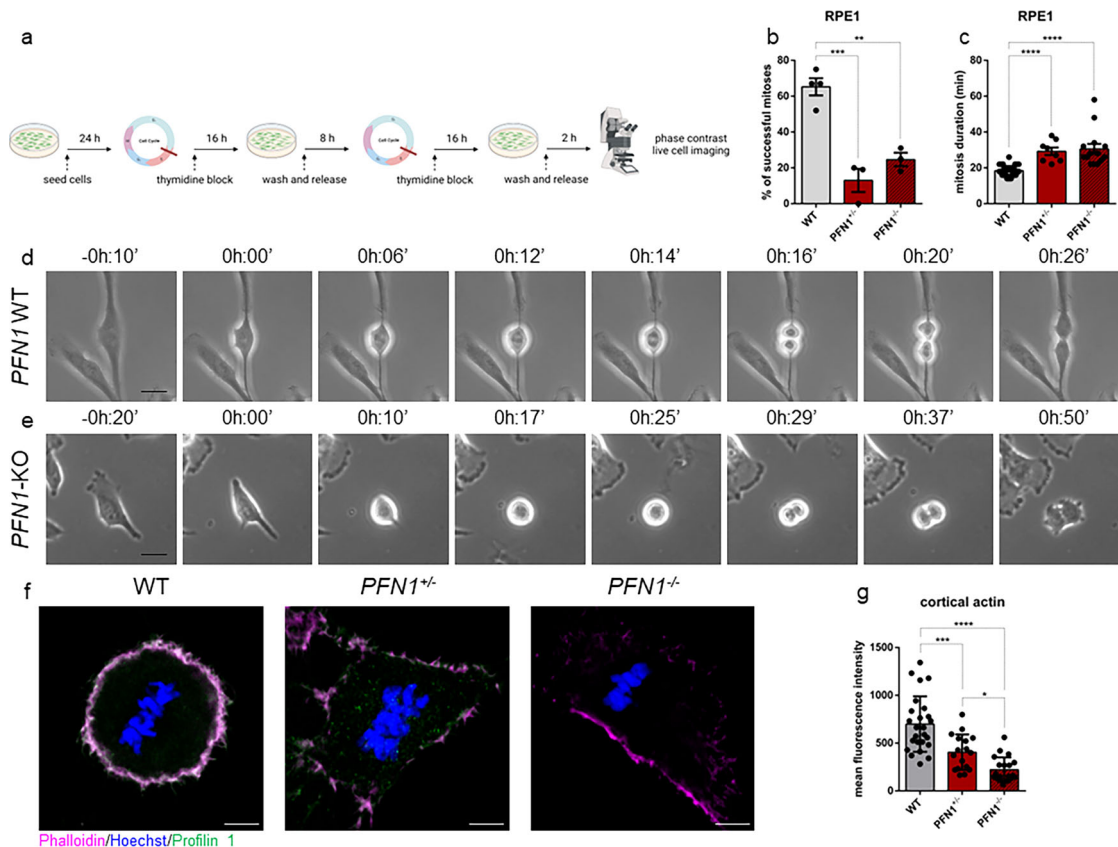 a
24 h
16 h
8 h
16 h
2 h
Cell Cycle
Cell Cycle
phase contrast
live cell imaging
seed cells
thymidine block
wash and release
thymidine block
wash and release
b
RPE1
**
***
% of successful mitoses
80
60
40
20
0
WT
PFN1+/-
PFN1-/-
c
RPE1
****
****
mitosis duration (min)
80
60
40
20
0
WT
PFN1+/-
PFN1-/-
d
PFN1 WT
-0h:10’
0h:00’
0h:06’
0h:12’
0h:14’
0h:16’
0h:20’
0h:26’
e
PFN1-KO
-0h:20’
0h:00’
0h:10’
0h:17’
0h:25’
0h:29’
0h:37’
0h:50’
f
WT
PFN1+/-
PFN1-/-
Phalloidin/Hoechst/Profilin 1
g
cortical actin
****
***
*
mean fluorescence intensity
1500
1000
500
0
WT
PFN1+/-
PFN1-/-